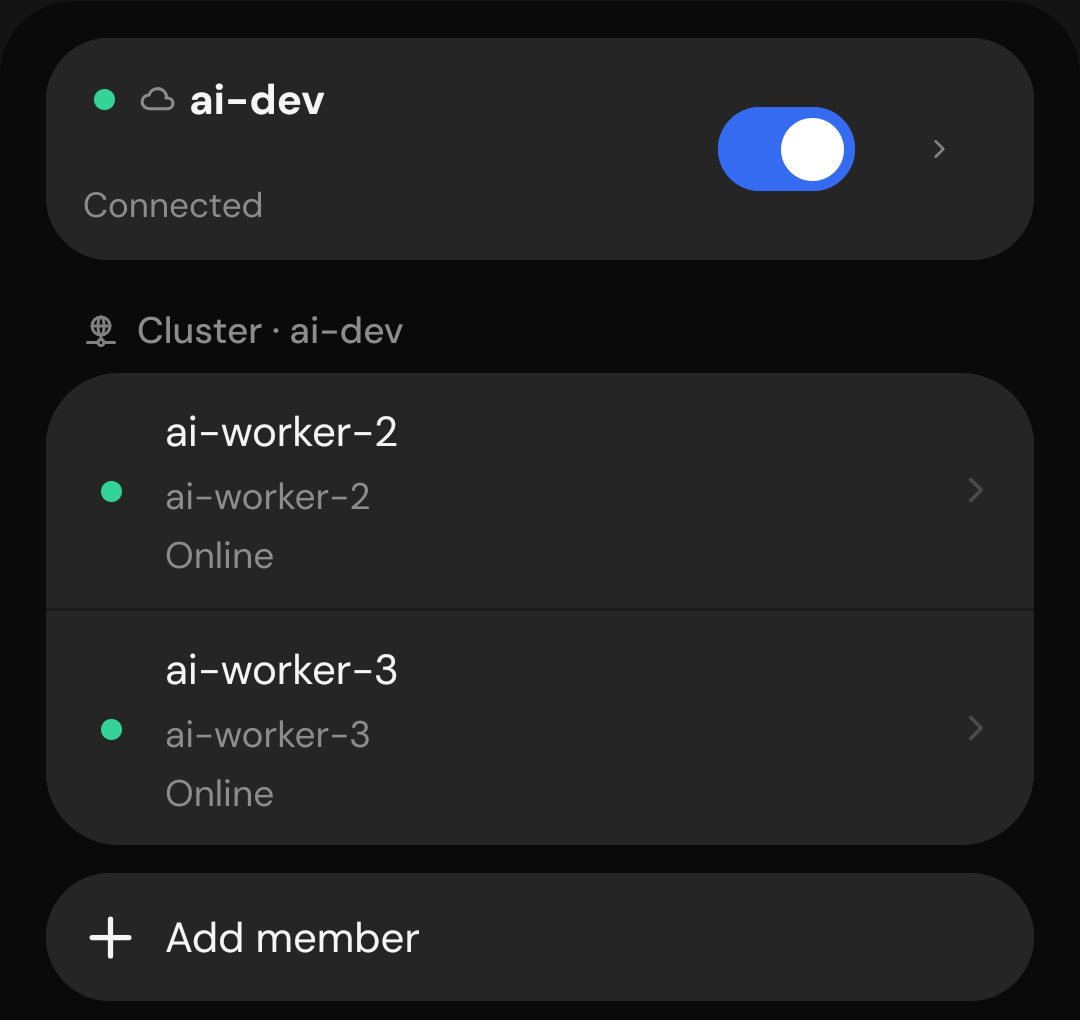 ai-dev
Connected
Cluster · ai-dev
ai-worker-2
ai-worker-2
Online
ai-worker-3
ai-worker-3
Online
Add member